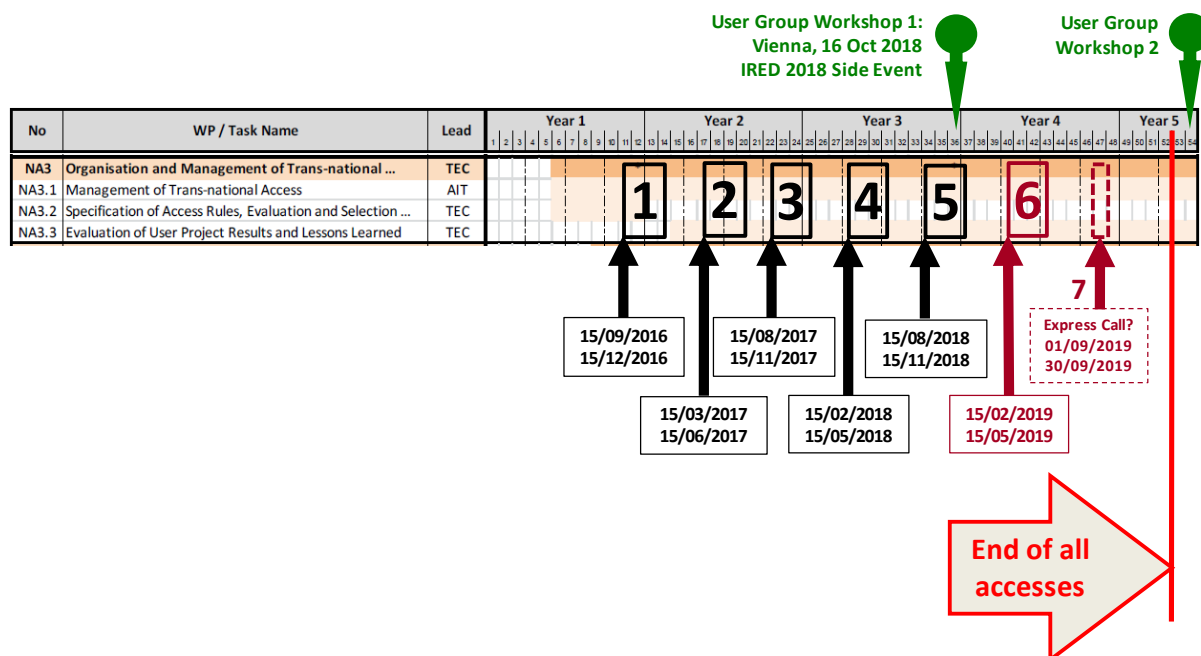 User Group Workshop 1:
Vienna, 16 Oct 2018
IRED 2018 Side Event
User Group
Workshop 2
No WP / Task Name Lead Year 1 Year 2 Year 3 Year 4 Year 5
1 2 3 4 5 6 7 8 9 10 11 12 13 14 15 16 17 18 19 20 21 22 23 24 25 26 27 28 29 30 31 32 33 34 35 36 37 38 39 40 41 42 43 44 45 46 47 48 49 50 51 52 53 54
NA3 Organisation and Management of Trans-national ... TEC
NA3.1 Management of Trans-national Access AIT
NA3.2 Specification of Access Rules, Evaluation and Selection ... TEC
NA3.3 Evaluation of User Project Results and Lessons Learned TEC
1 2 3 4 5 6
7
Express Call?
01/09/2019
30/09/2019
15/09/2016
15/12/2016
15/08/2017
15/11/2017
15/08/2018
15/11/2018
15/03/2017
15/06/2017
15/02/2018
15/05/2018
15/02/2019
15/05/2019
End of all
accesses